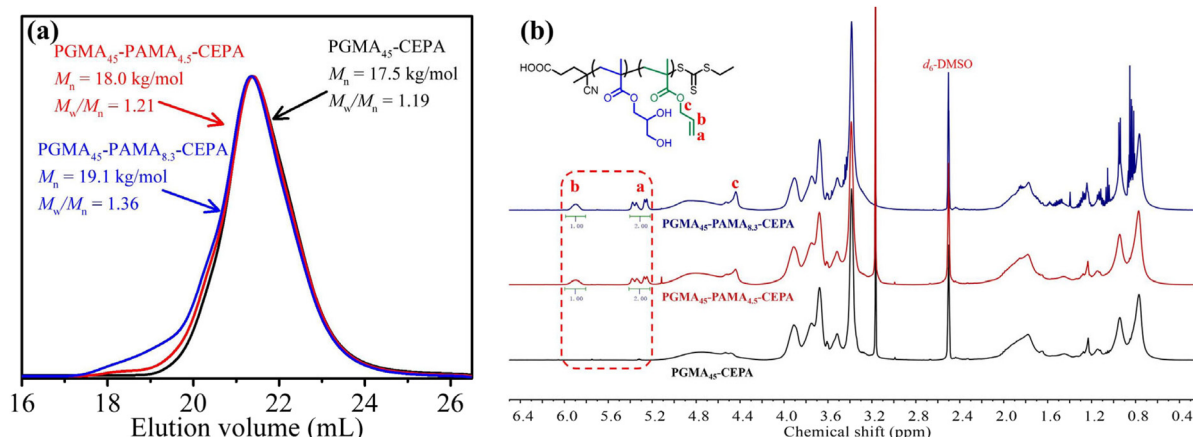 (a)
PGMA45-PAMA4.5-CEPA
Mn = 18.0 kg/mol
Mw/Mn = 1.21
PGMA45-CEPA
Mn = 17.5 kg/mol
Mw/Mn = 1.19
PGMA45-PAMA8.3-CEPA
Mn = 19.1 kg/mol
Mw/Mn = 1.36
16 18 20 22 24 26
Elution volume (mL)
(b)
HOOC
CN
O
O
S
S
S
O
O
OH
OH
c
b
a
d6-DMSO
b
a
c
1.00
2.00
PGMA45-PAMA8.3-CEPA
1.00
2.00
PGMA45-PAMA4.5-CEPA
PGMA45-CEPA
6.4 6.0 5.6 5.2 4.8 4.4 4.0 3.6 3.2 2.8 2.4 2.0 1.6 1.2 0.8
Chemical shift (ppm)